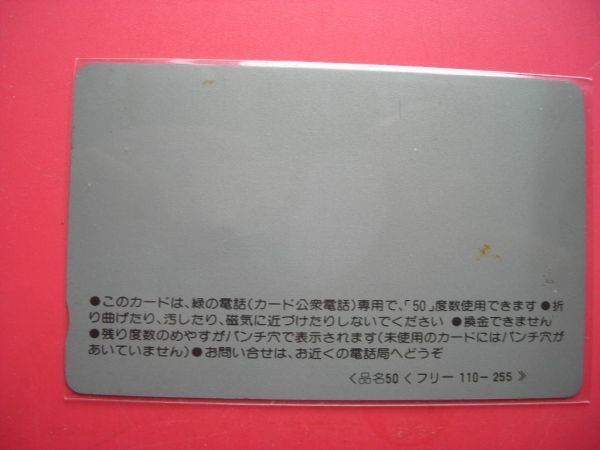 ●このカードは、緑の電話(カード公衆電話)専用で、「50」度数使用できます●折
り曲げたり、汚したり、磁気に近づけたりしないでください ●換金できません
●残り度数のめやすがパンチ穴で表示されます(未使用のカードにはパンチ穴が
あいていません)●お問い合せは、お近くの電話局へどうぞ
《品名50くフリー 110-255》